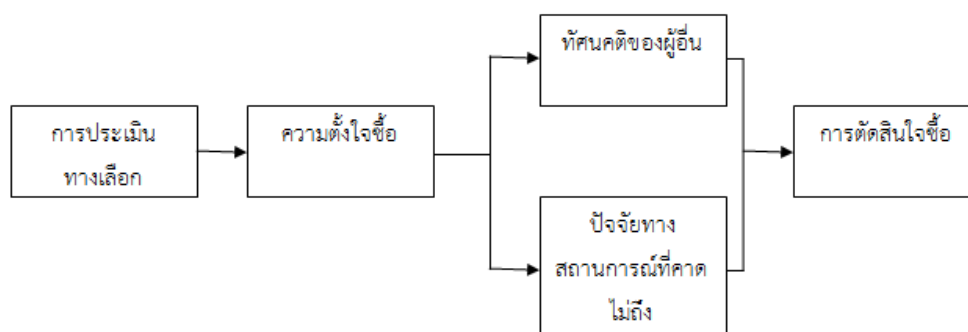 การประเมิน
ทางเลือก
ความตั้งใจซื้อ
ทัศนคติของผู้อื่น
ปัจจัยทาง
สถานการณ์ที่คาด
ไม่ถึง
การตัดสินใจซื้อ